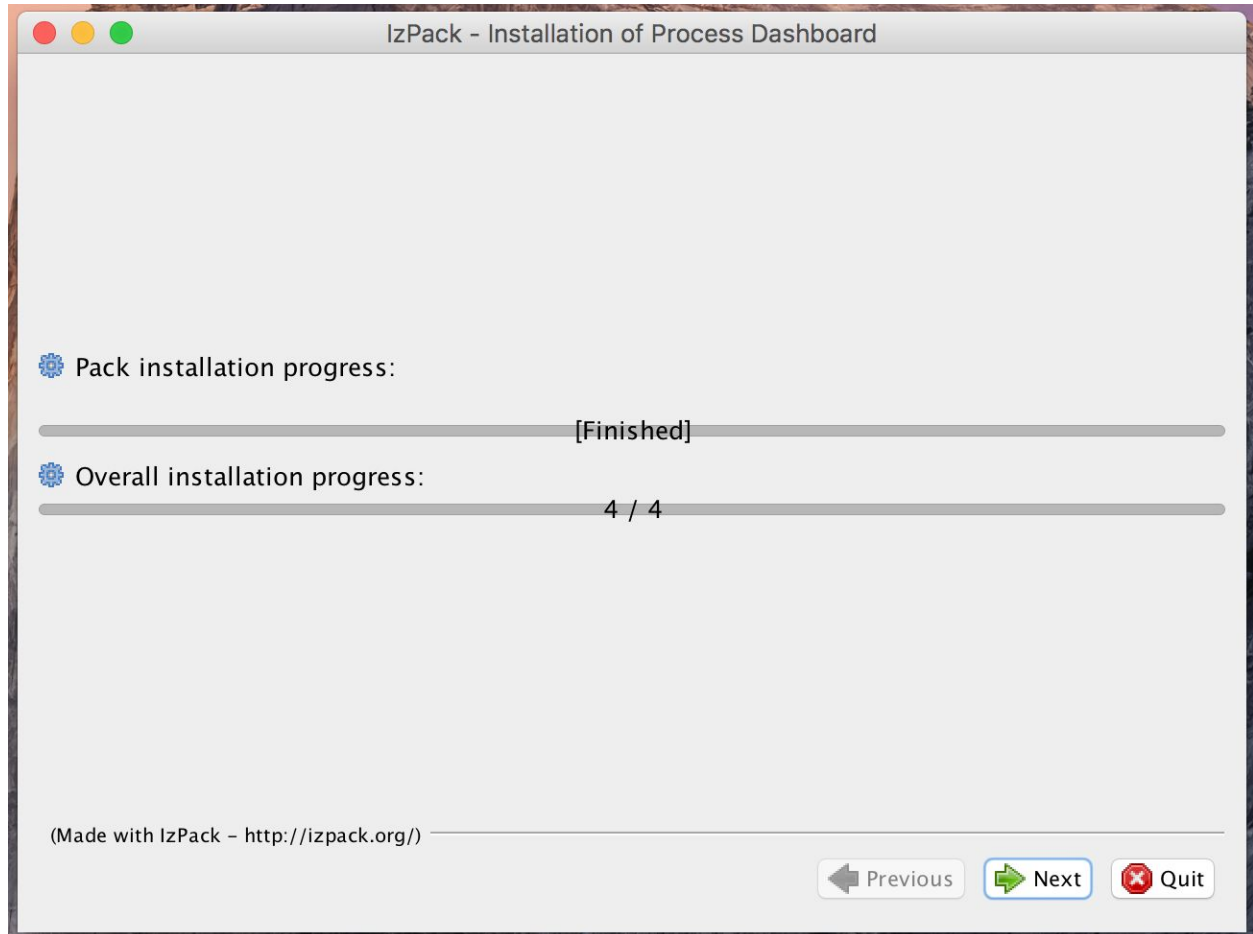 IzPack - Installation of Process Dashboard
Pack installation progress:
[Finished]
Overall installation progress:
4 / 4
(Made with IzPack - http://izpack.org/)
Previous Next Quit